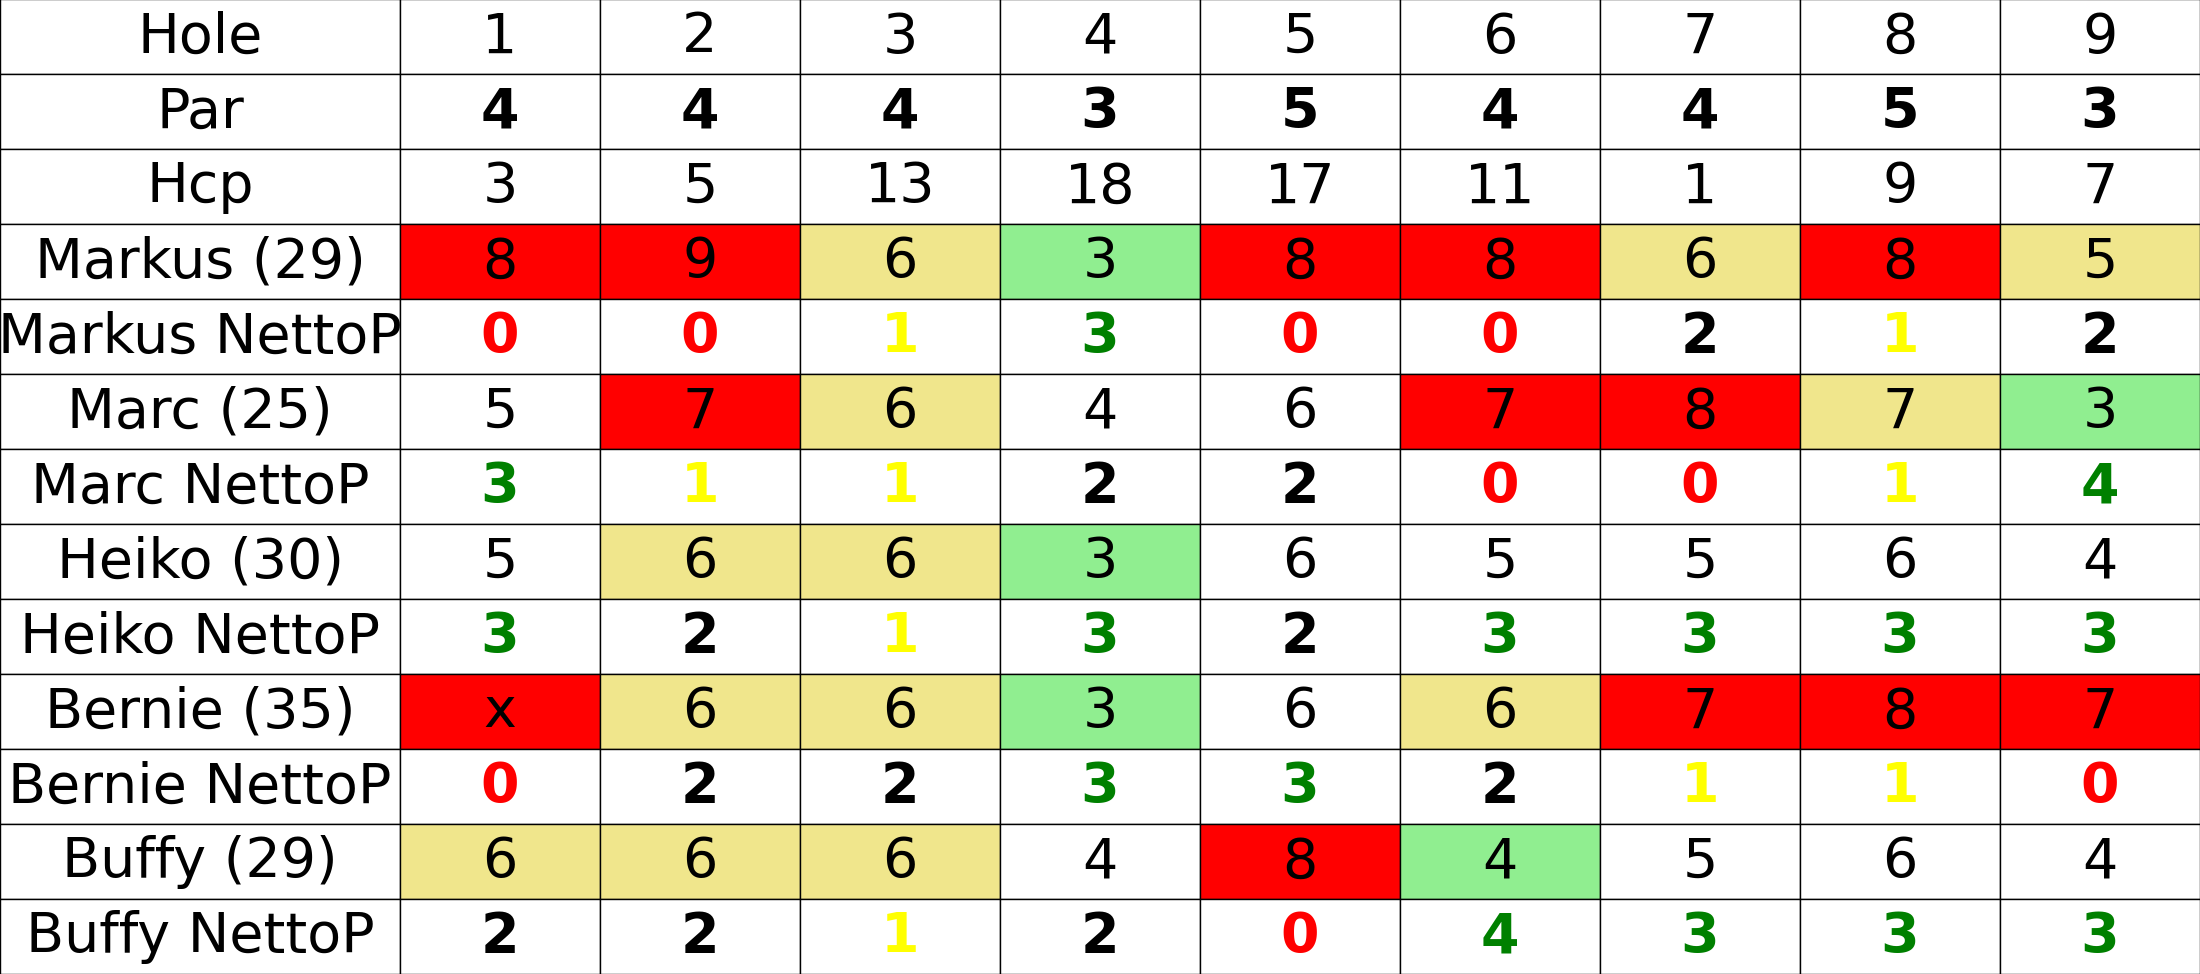 Hole 1 2 3 4 5 6 7 8 9
Par 4 4 4 3 5 4 4 5 3
Hcp 3 5 13 18 17 11 1 9 7
Markus (29) 8 9 6 3 8 8 6 8 5
Markus NettoP 0 0 1 3 0 0 2 1 2
Marc (25) 5 7 6 4 6 7 8 7 3
Marc NettoP 3 1 1 2 2 0 0 1 4
Heiko (30) 5 6 6 3 6 5 5 6 4
Heiko NettoP 3 2 1 3 2 3 3 3 3
Bernie (35) x 6 6 3 6 6 7 8 7
Bernie NettoP 0 2 2 3 3 2 1 1 0
Buffy (29) 6 6 6 4 8 4 5 6 4
Buffy NettoP 2 2 1 2 0 4 3 3 3